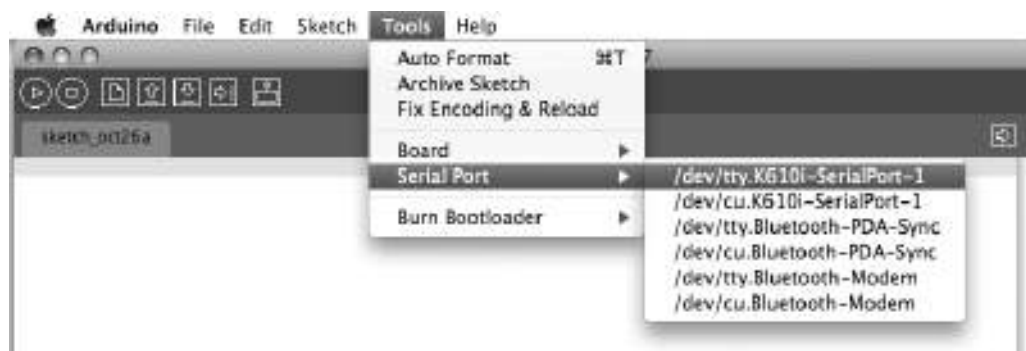 Arduino File Edit Sketch Tools Help
Auto Format ⌘T
Archive Sketch
Fix Encoding & Reload
sketch_oct26a
Board
Serial Port
Burn Bootloader
/dev/tty.K610i-SerialPort-1
/dev/cu.K610i-SerialPort-1
/dev/tty.Bluetooth-PDA-Sync
/dev/cu.Bluetooth-PDA-Sync
/dev/tty.Bluetooth-Modem
/dev/cu.Bluetooth-Modem